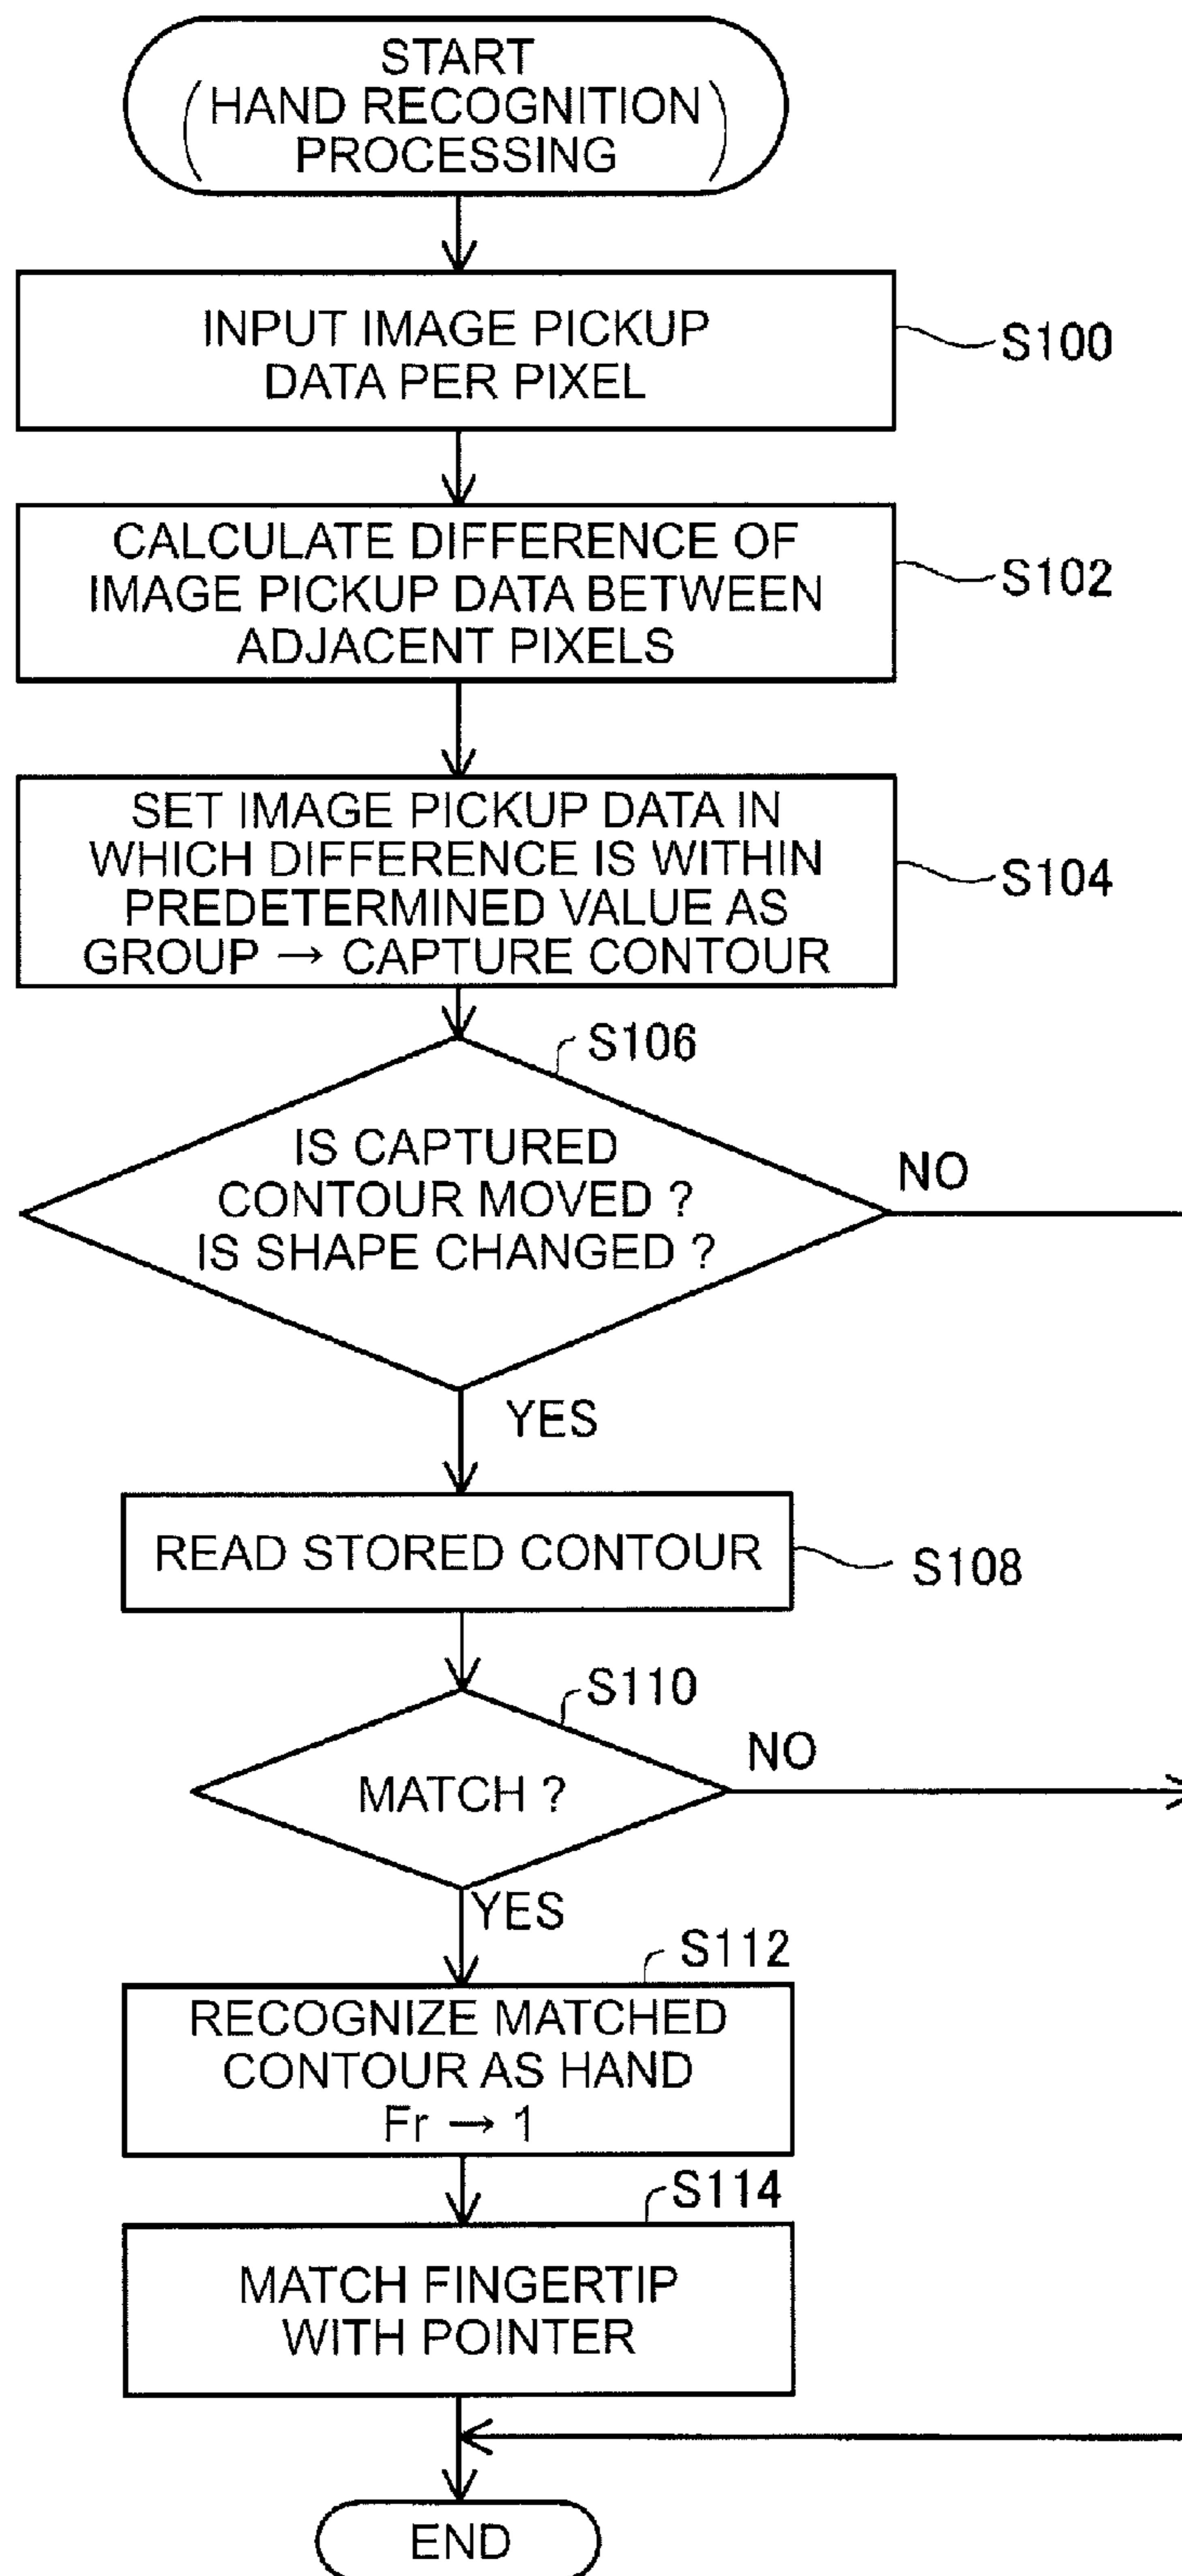 START
(HAND RECOGNITION
PROCESSING)
INPUT IMAGE PICKUP
DATA PER PIXEL
S100
CALCULATE DIFFERENCE OF
IMAGE PICKUP DATA BETWEEN
ADJACENT PIXELS
S102
SET IMAGE PICKUP DATA IN
WHICH DIFFERENCE IS WITHIN
PREDETERMINED VALUE AS
GROUP → CAPTURE CONTOUR
S104
S106
IS CAPTURED
CONTOUR MOVED ?
IS SHAPE CHANGED ?
NO
YES
READ STORED CONTOUR
S108
S110
MATCH ?
NO
YES
S112
RECOGNIZE MATCHED
CONTOUR AS HAND
Fr → 1
S114
MATCH FINGERTIP
WITH POINTER
END